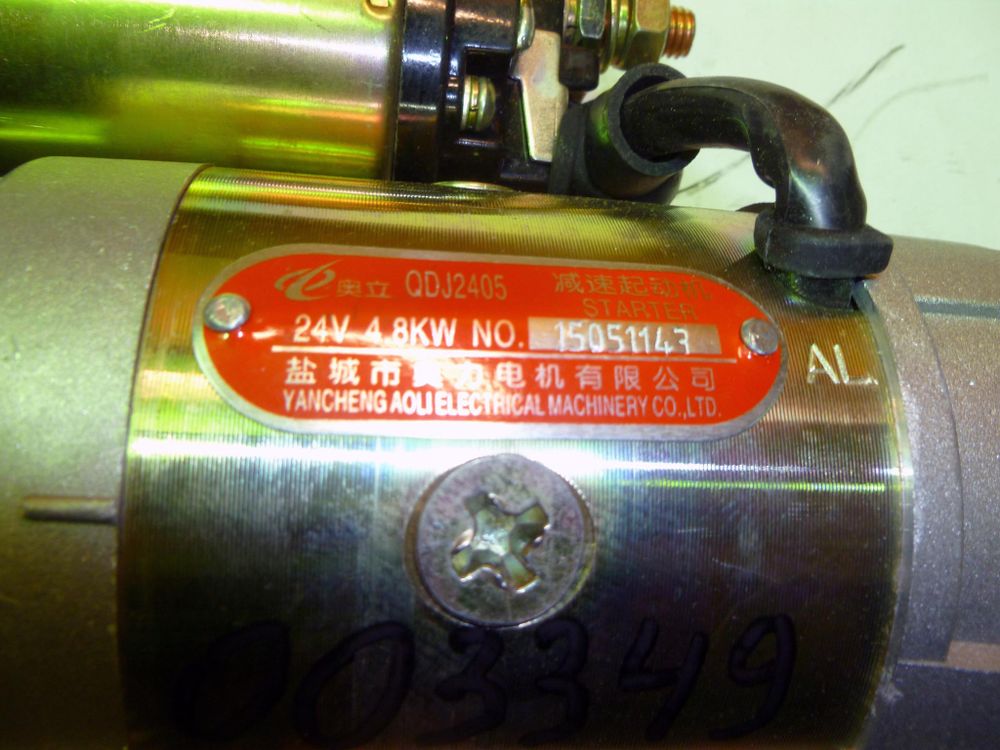 奥立 QDJ2405 减速起动机
STARTER
24V 4.8KW NO. 15051143
盐城市奥立电机有限公司
YANCHENG AOLI ELECTRICAL MACHINERY CO.,LTD.
AL
003349